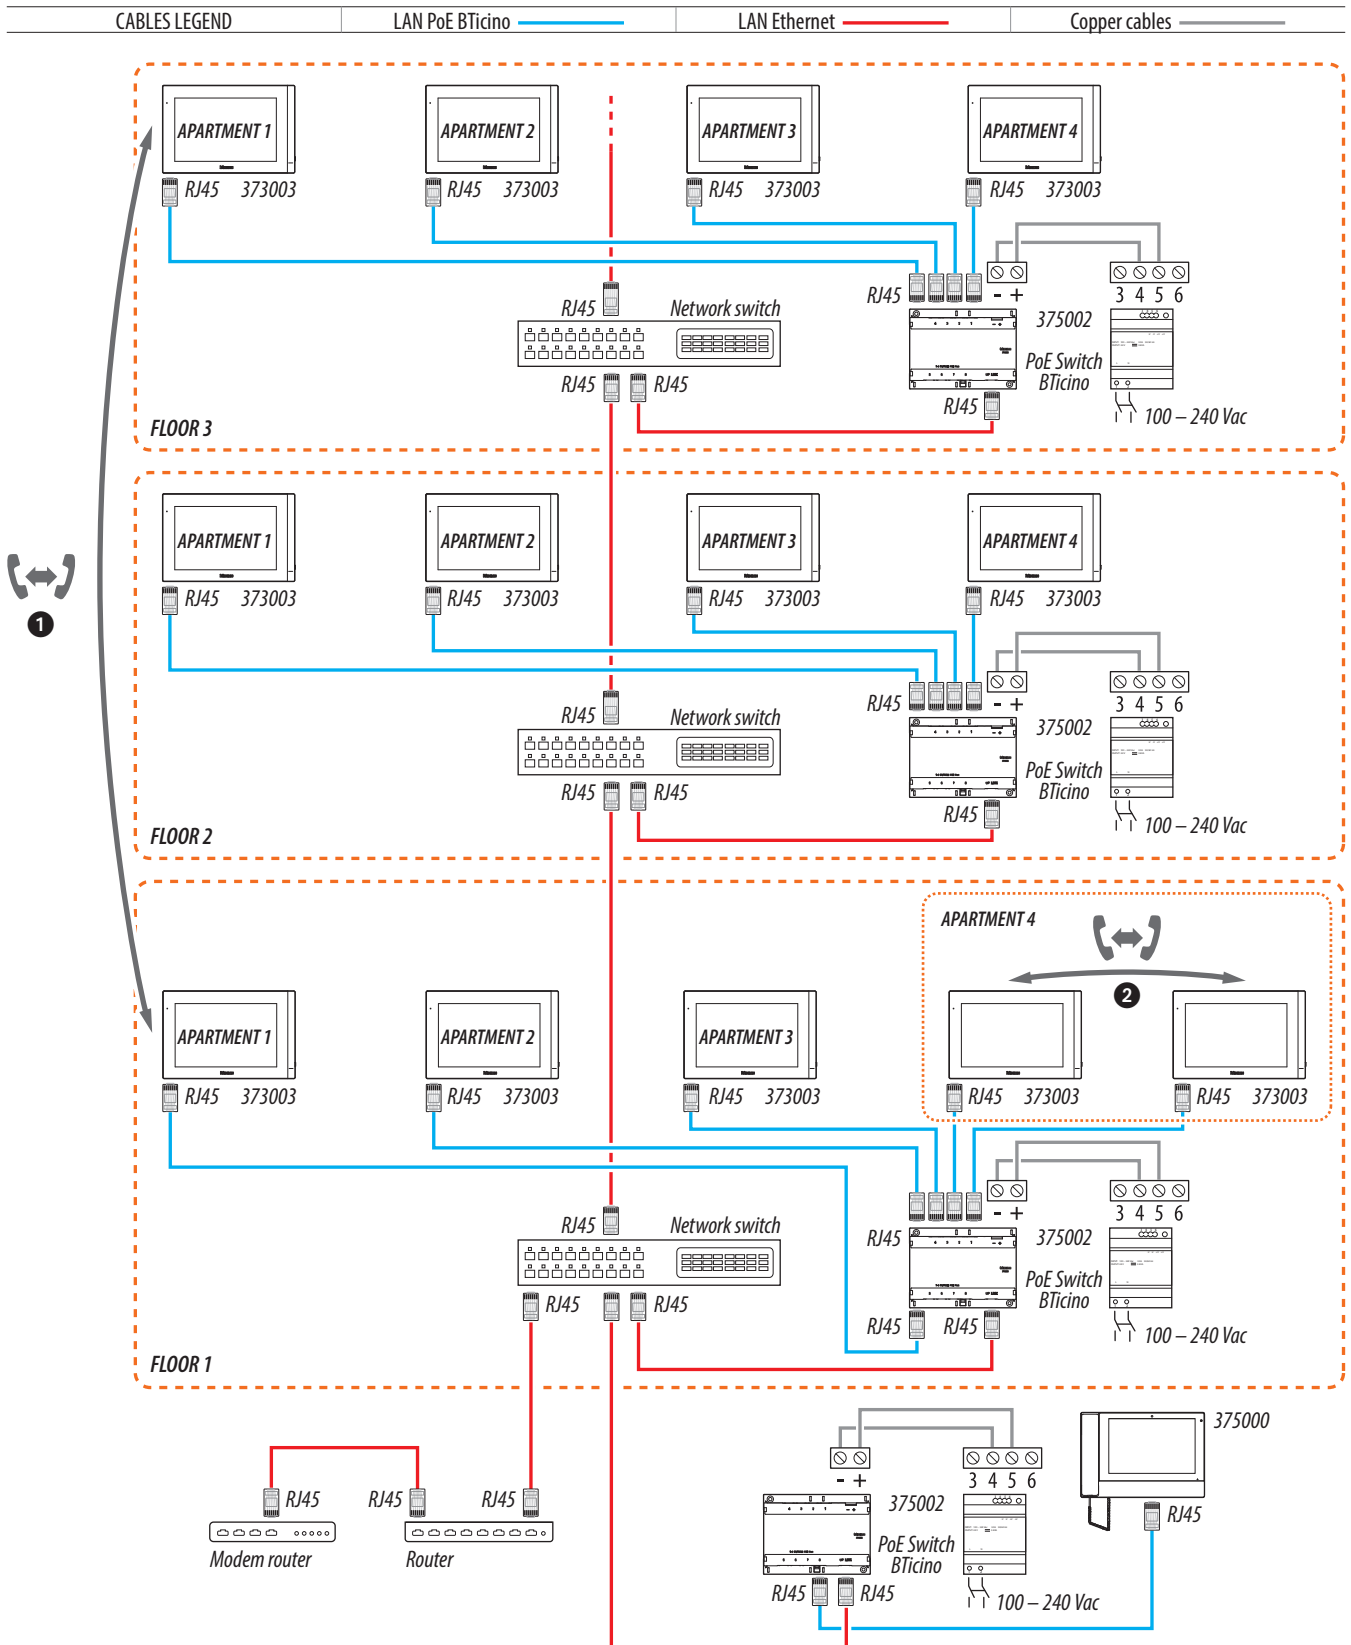 CABLES LEGEND LAN PoE BTicino LAN Ethernet Copper cables
APARTMENT 1 APARTMENT 2 APARTMENT 3 APARTMENT 4
RJ45 373003 RJ45 373003 RJ45 373003 RJ45 373003
RJ45 Network switch RJ45 - + 3 4 5 6
375002
PoE Switch
BTicino
RJ45 RJ45 RJ45 100 – 240 Vac
FLOOR 3
APARTMENT 1 APARTMENT 2 APARTMENT 3 APARTMENT 4
RJ45 373003 RJ45 373003 RJ45 373003 RJ45 373003
1
RJ45 Network switch RJ45 - + 3 4 5 6
375002
PoE Switch
BTicino
RJ45 RJ45 RJ45 100 – 240 Vac
FLOOR 2
APARTMENT 4
2
APARTMENT 1 APARTMENT 2 APARTMENT 3
RJ45 373003 RJ45 373003 RJ45 373003 RJ45 373003 RJ45 373003
RJ45 Network switch RJ45 - + 3 4 5 6
375002
PoE Switch
BTicino
RJ45 RJ45 RJ45 RJ45 100 – 240 Vac
FLOOR 1
375000
- + 3 4 5 6
RJ45 RJ45 RJ45 375002 RJ45
Modem router Router PoE Switch
BTicino
RJ45 RJ45 100 – 240 Vac